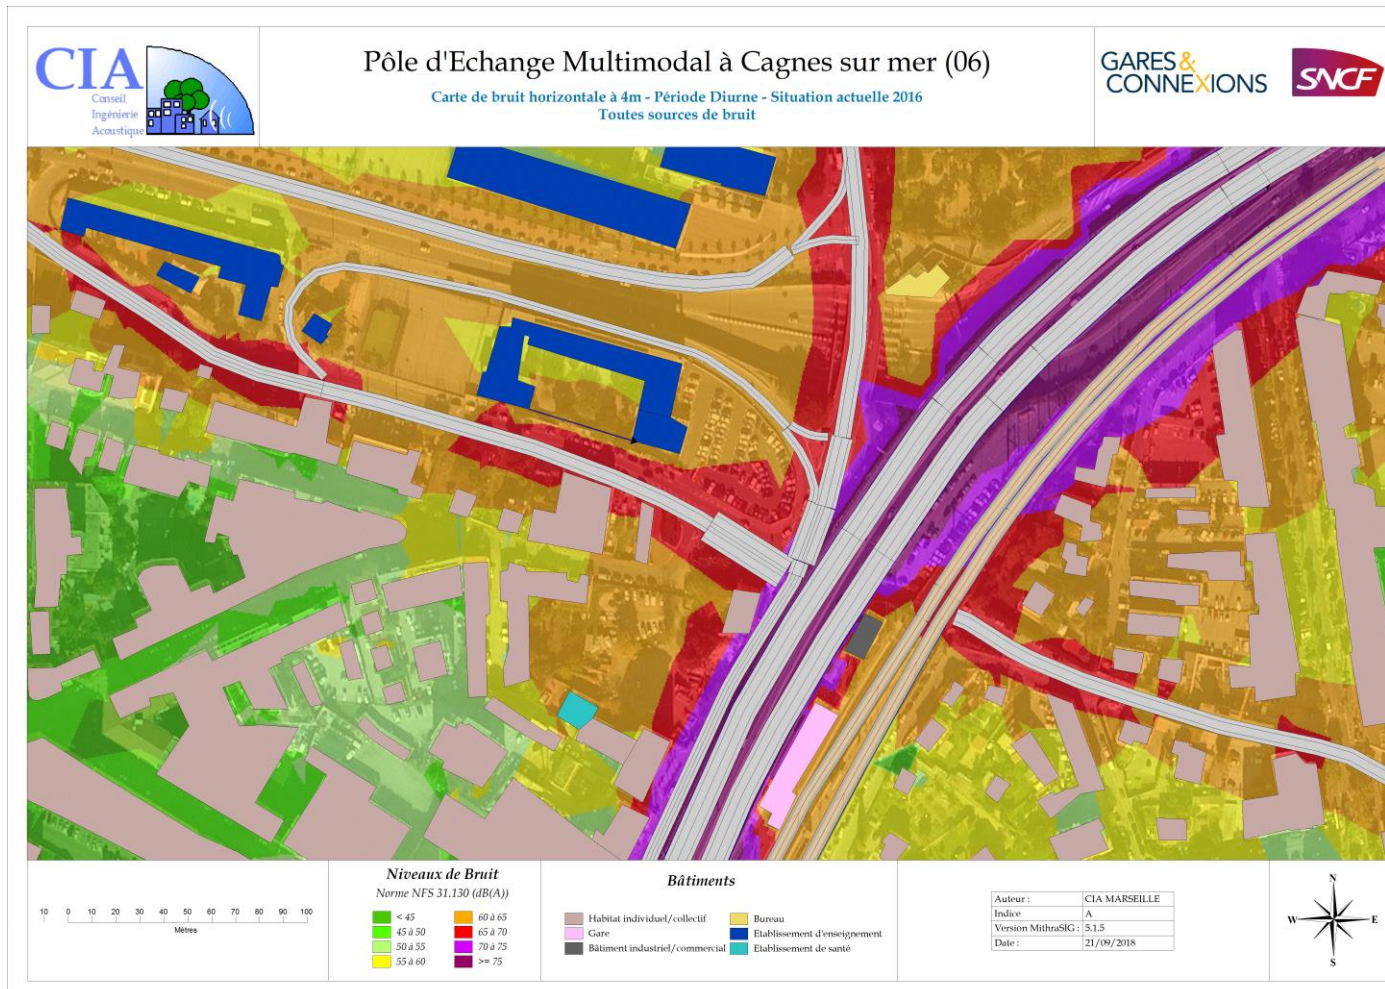 CIA
Conseil
Ingénierie
Acoustique
Pôle d'Echange Multimodal à Cagnes sur mer (06)
Carte de bruit horizontale à 4m - Période Diurne - Situation actuelle 2016
Toutes sources de bruit
GARES &
CONNEXIONS
SNCF
10 0 10 20 30 40 50 60 70 80 90 100
Mètres
Niveaux de Bruit
Norme NFS 31.130 (dB(A))
< 45
45 à 50
50 à 55
55 à 60
60 à 65
65 à 70
70 à 75
>= 75
Bâtiments
Habitat individuel/collectif
Gare
Bâtiment industriel/commercial
Bureau
Etablissement d'enseignement
Etablissement de santé
Auteur : CIA MARSEILLE
Indice A
Version MithraSIG : 5.1.5
Date : 21/09/2018
N
W E
S